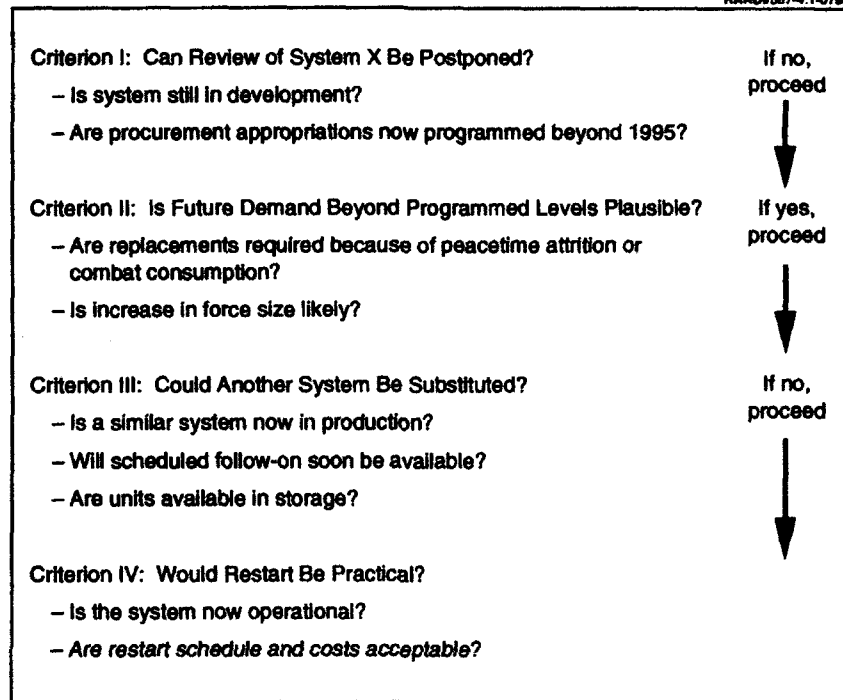 Criterion I: Can Review of System X Be Postponed?
If no,
proceed
– Is system still in development?
– Are procurement appropriations now programmed beyond 1995?
Criterion II: Is Future Demand Beyond Programmed Levels Plausible?
If yes,
proceed
– Are replacements required because of peacetime attrition or
combat consumption?
– Is increase in force size likely?
Criterion III: Could Another System Be Substituted?
If no,
proceed
– Is a similar system now in production?
– Will scheduled follow-on soon be available?
– Are units available in storage?
Criterion IV: Would Restart Be Practical?
– Is the system now operational?
– Are restart schedule and costs acceptable?